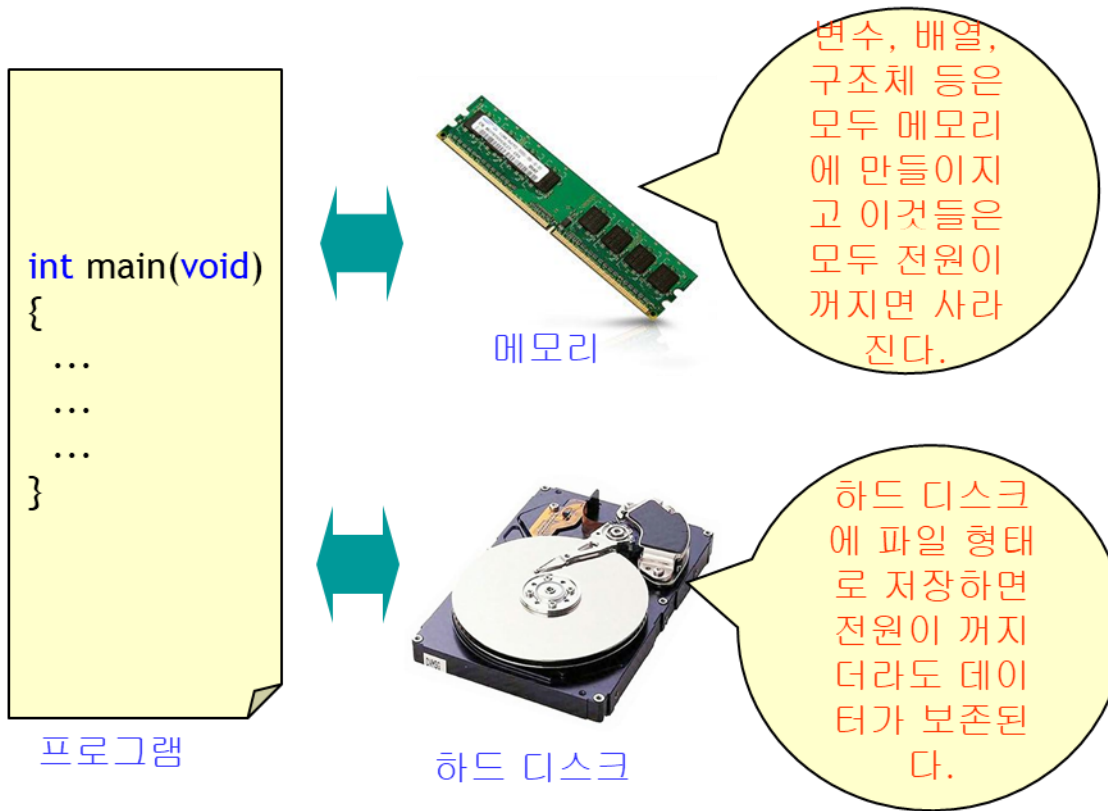 int main(void)
{
...
...
...
}
프로그램
메모리
변수, 배열,
구조체 등은
모두 메모리
에 만들이지
고 이것들은
모두 전원이
꺼지면 사라
진다.
하드 디스크
하드 디스크
에 파일 형태
로 저장하면
전원이 꺼지
더라도 데이
터가 보존된
다.